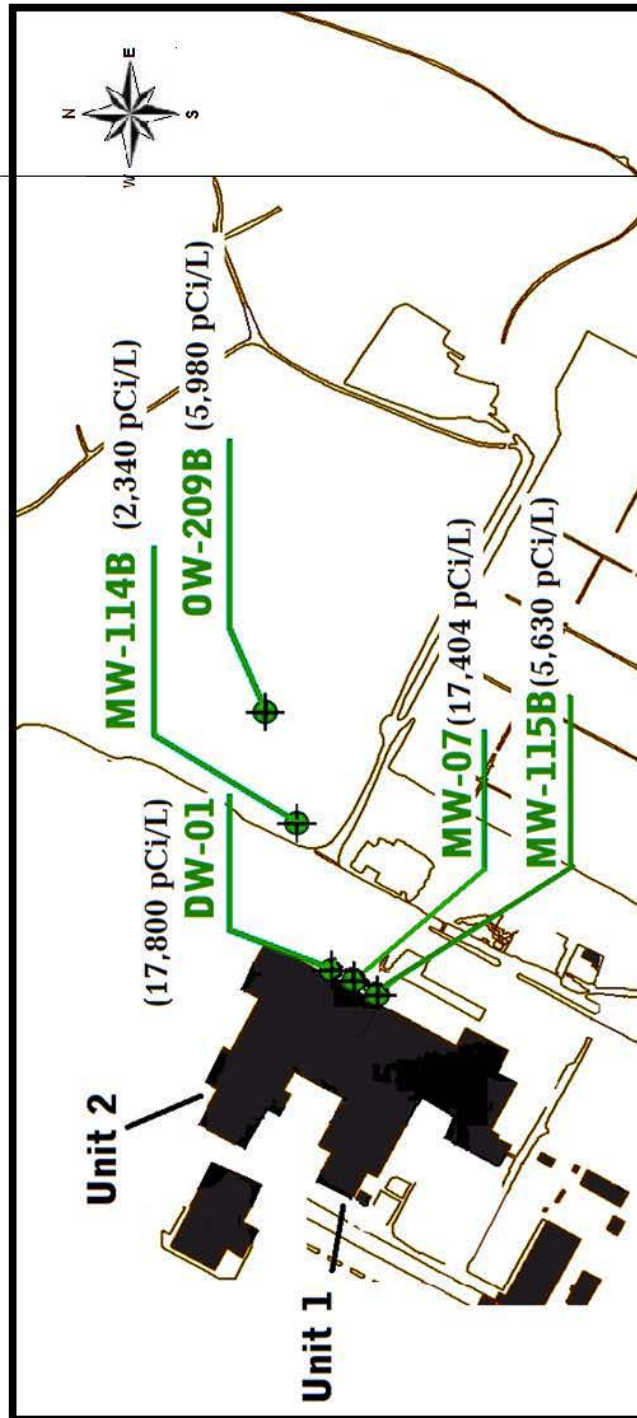 N
E
S
W
MW-114B (2,340 pCi/L)
OW-209B (5,980 pCi/L)
(17,800 pCi/L)
DW-01
MW-07 (17,404 pCi/L)
MW-115B (5,630 pCi/L)
Unit 2
Unit 1